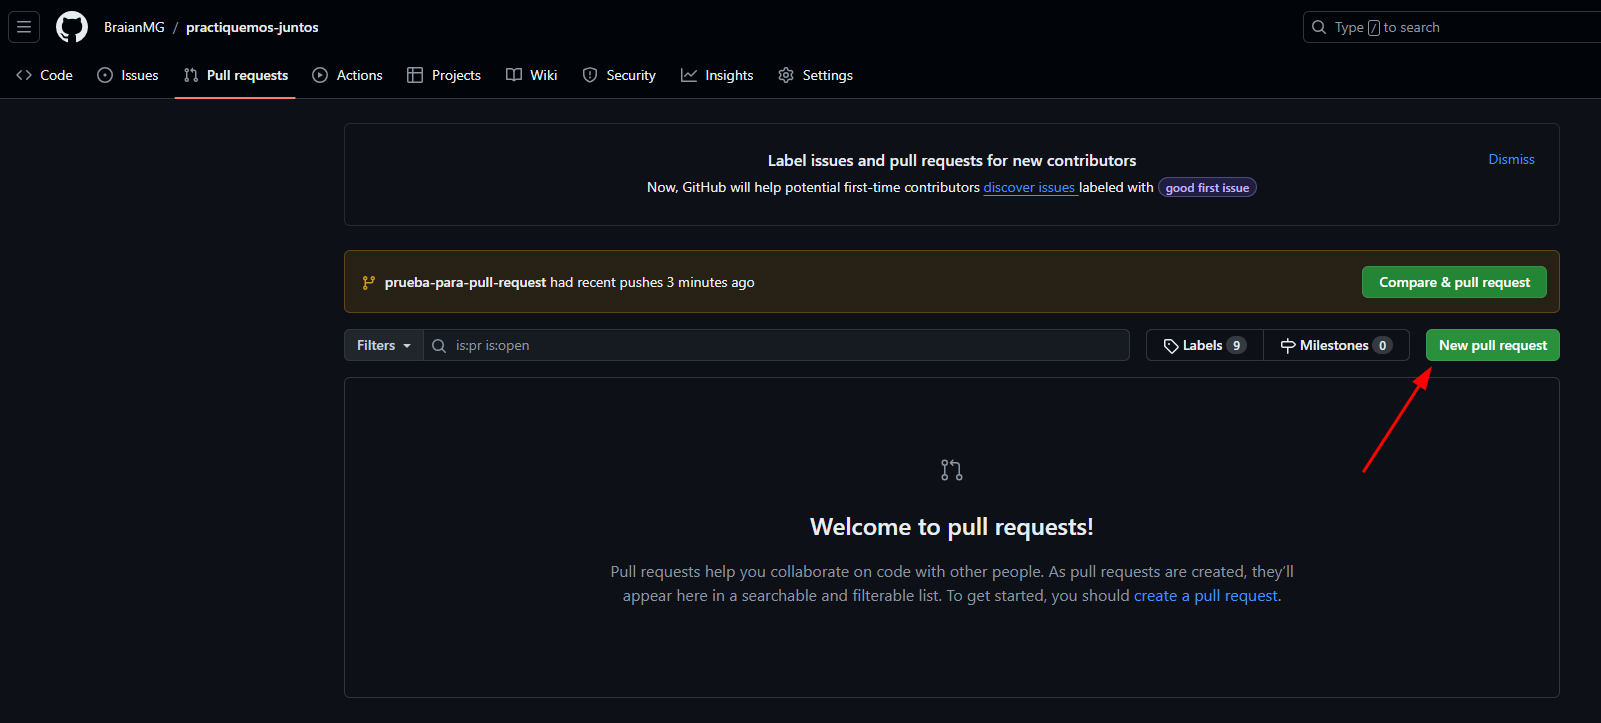 BraianMG / practiquemos-juntos
Type / to search
Code Issues Pull requests Actions Projects Wiki Security Insights Settings
Label issues and pull requests for new contributors
Dismiss
Now, GitHub will help potential first-time contributors discover issues labeled with good first issue
prueba-para-pull-request had recent pushes 3 minutes ago
Compare & pull request
Filters is:pr is:open Labels 9 Milestones 0 New pull request
Welcome to pull requests!
Pull requests help you collaborate on code with other people. As pull requests are created, they’ll
appear here in a searchable and filterable list. To get started, you should create a pull request.